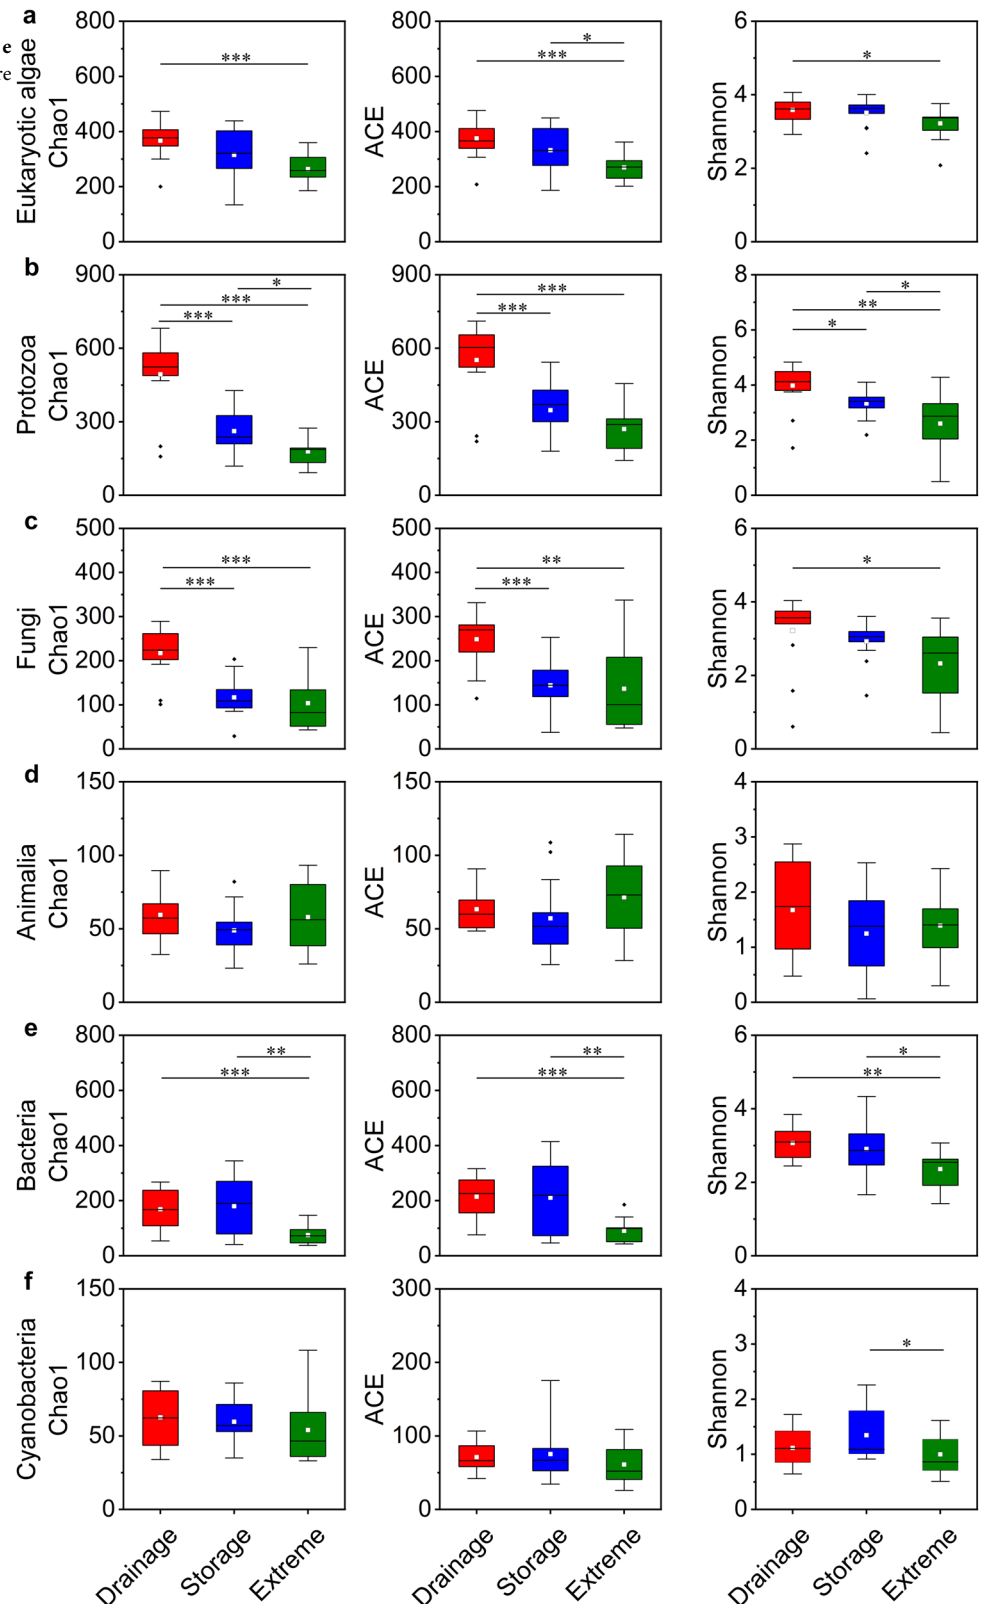 e
re
a
Eukaryotic algae
Chao1
800
600
400
200
0
***
ACE
800
600
400
200
0
*
***
Shannon
6
4
2
0
*
b
Protozoa
Chao1
900
600
300
0
*
***
***
ACE
900
600
300
0
***
***
Shannon
8
6
4
2
0
*
**
*
c
Fungi
Chao1
500
400
300
200
100
0
***
***
ACE
500
400
300
200
100
0
**
***
Shannon
6
4
2
0
*
d
Animalia
Chao1
150
100
50
0
ACE
150
100
50
0
Shannon
4
3
2
1
0
e
Bacteria
Chao1
800
600
400
200
0
**
***
ACE
800
600
400
200
0
**
***
Shannon
6
4
2
0
*
**
f
Cyanobacteria
Chao1
150
100
50
0
ACE
300
200
100
0
Shannon
4
3
2
1
0
*
Drainage
Storage
Extreme
Drainage
Storage
Extreme
Drainage
Storage
Extreme